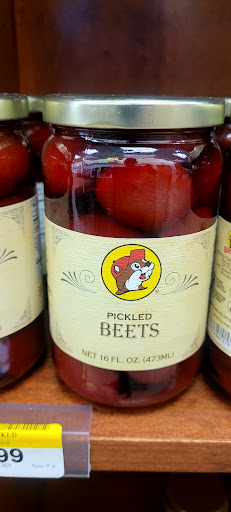 PICKLED
BEETS
NET 16 FL. OZ. (473ML)
99